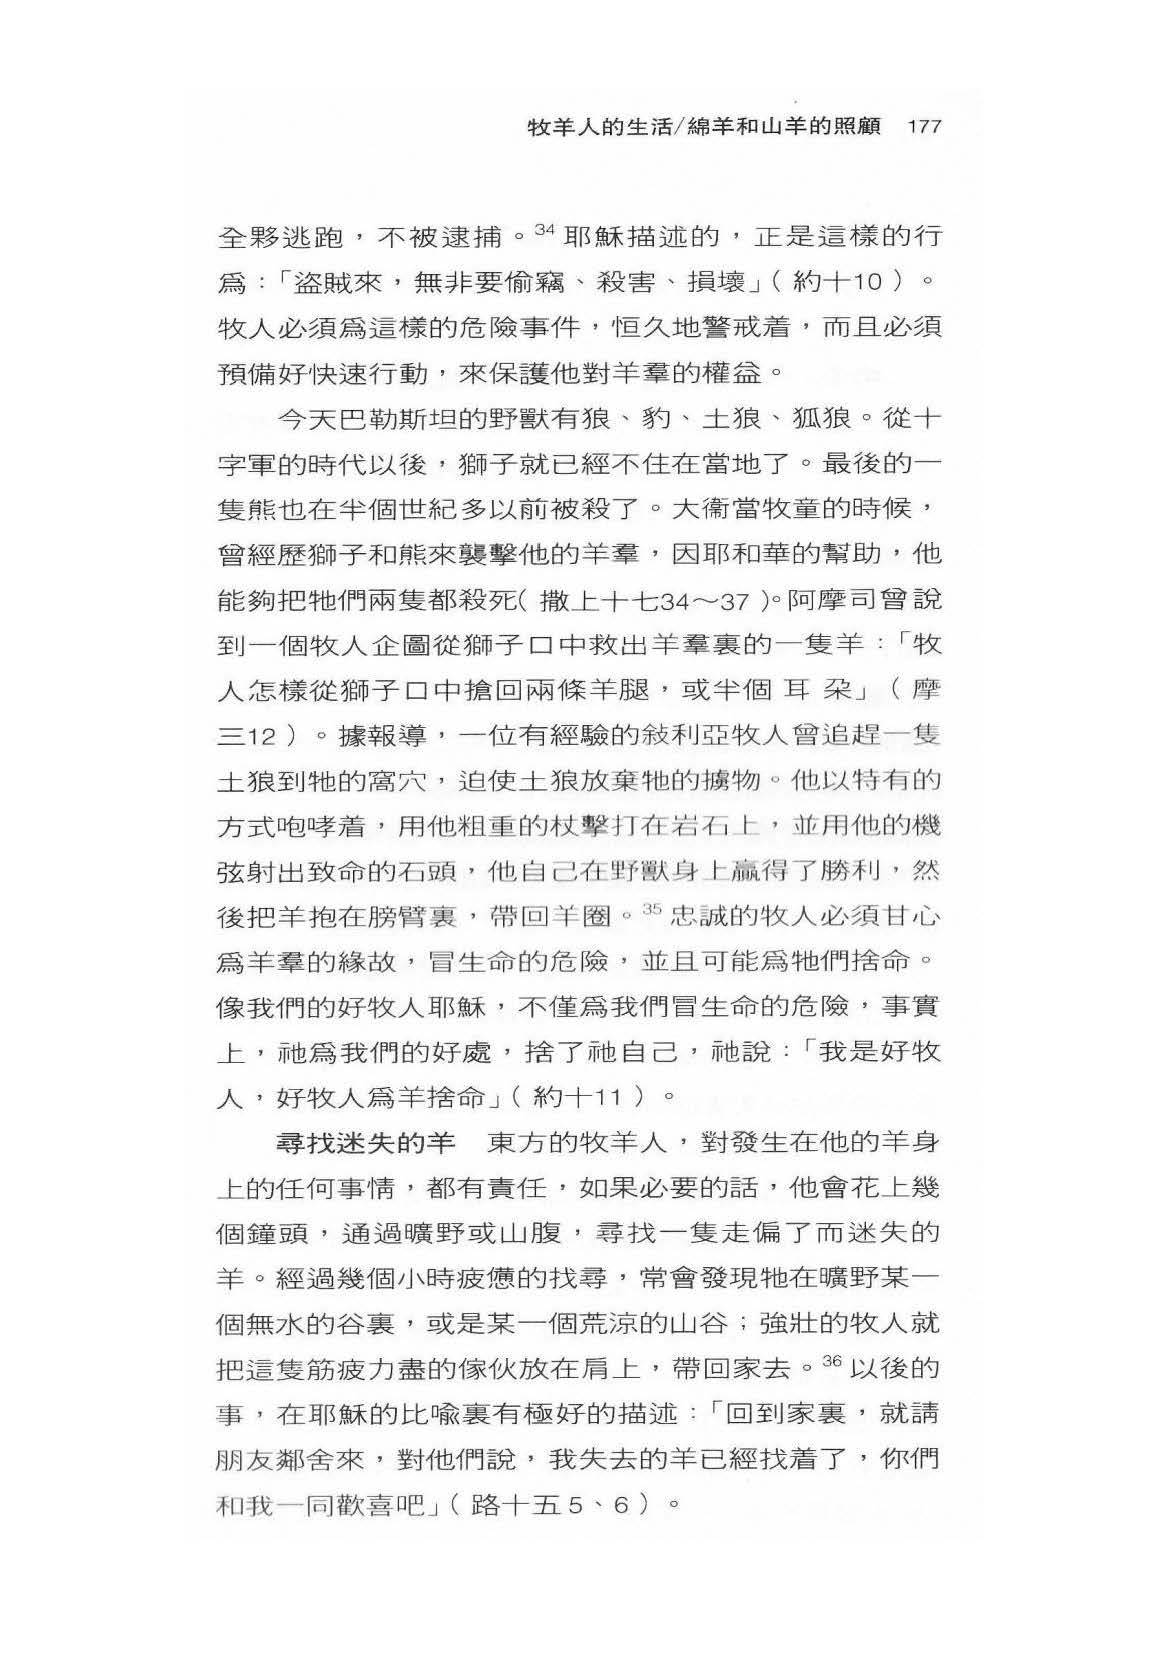 牧羊人的生活/綿羊和山羊的照顧 177
全夥逃跑，不被逮捕。34 耶穌描述的，正是這樣的行
爲：「盜賊來，無非要偷竊、殺害、損壞」（約十10）。
牧人必須爲這樣的危險事件，恒久地警戒着，而且必須
預備好快速行動，來保護他對羊羣的權益。
今天巴勒斯坦的野獸有狼、豹、土狼、狐狼。從十
字軍的時代以後，獅子就已經不住在當地了。最後的一
隻熊也在半個世紀多以前被殺了。大衞當牧童的時候，
曾經歷獅子和熊來襲擊他的羊羣，因耶和華的幫助，他
能夠把牠們兩隻都殺死（撒上十七34～37）。阿摩司曾說
到一個牧人企圖從獅子口中救出羊羣裏的一隻羊：「牧
人怎樣從獅子口中搶回兩條羊腿，或半個耳朶」（摩
三12）。據報導，一位有經驗的敍利亞牧人曾追趕一隻
土狼到牠的窩穴，迫使土狼放棄牠的擄物。他以特有的
方式咆哮着，用他粗重的杖擊打在岩石上，並用他的機
弦射出致命的石頭，他自己在野獸身上贏得了勝利，然
後把羊抱在膀臂裏，帶回羊圈。35 忠誠的牧人必須甘心
爲羊羣的緣故，冒生命的危險，並且可能爲牠們捨命。
像我們的好牧人耶穌，不僅爲我們冒生命的危險，事實
上，祂爲我們的好處，捨了祂自己，祂說：「我是好牧
人，好牧人爲羊捨命」（約十11）。
尋找迷失的羊　東方的牧羊人，對發生在他的羊身
上的任何事情，都有責任，如果必要的話，他會花上幾
個鐘頭，通過曠野或山腹，尋找一隻走偏了而迷失的
羊。經過幾個小時疲憊的找尋，常會發現牠在曠野某一
個無水的谷裏，或是某一個荒涼的山谷；強壯的牧人就
把這隻筋疲力盡的傢伙放在肩上，帶回家去。36 以後的
事，在耶穌的比喩裏有極好的描述：「回到家裏，就請
朋友鄰舍來，對他們說，我失去的羊已經找着了，你們
和我一同歡喜吧」（路十五5、6）。